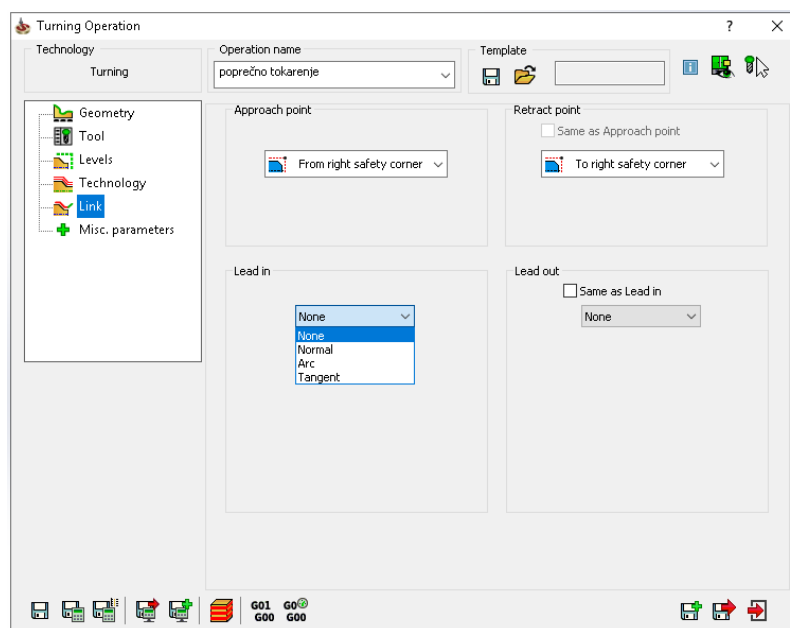 Turning Operation
?
Technology
Turning
Operation name
poprečno tokarenje
Template
Geometry
Tool
Levels
Technology
Link
Misc. parameters
Approach point
From right safety corner
Retract point
Same as Approach point
To right safety corner
Lead in
None
None
Normal
Arc
Tangent
Lead out
Same as Lead in
None
G01 G0
G00 G00